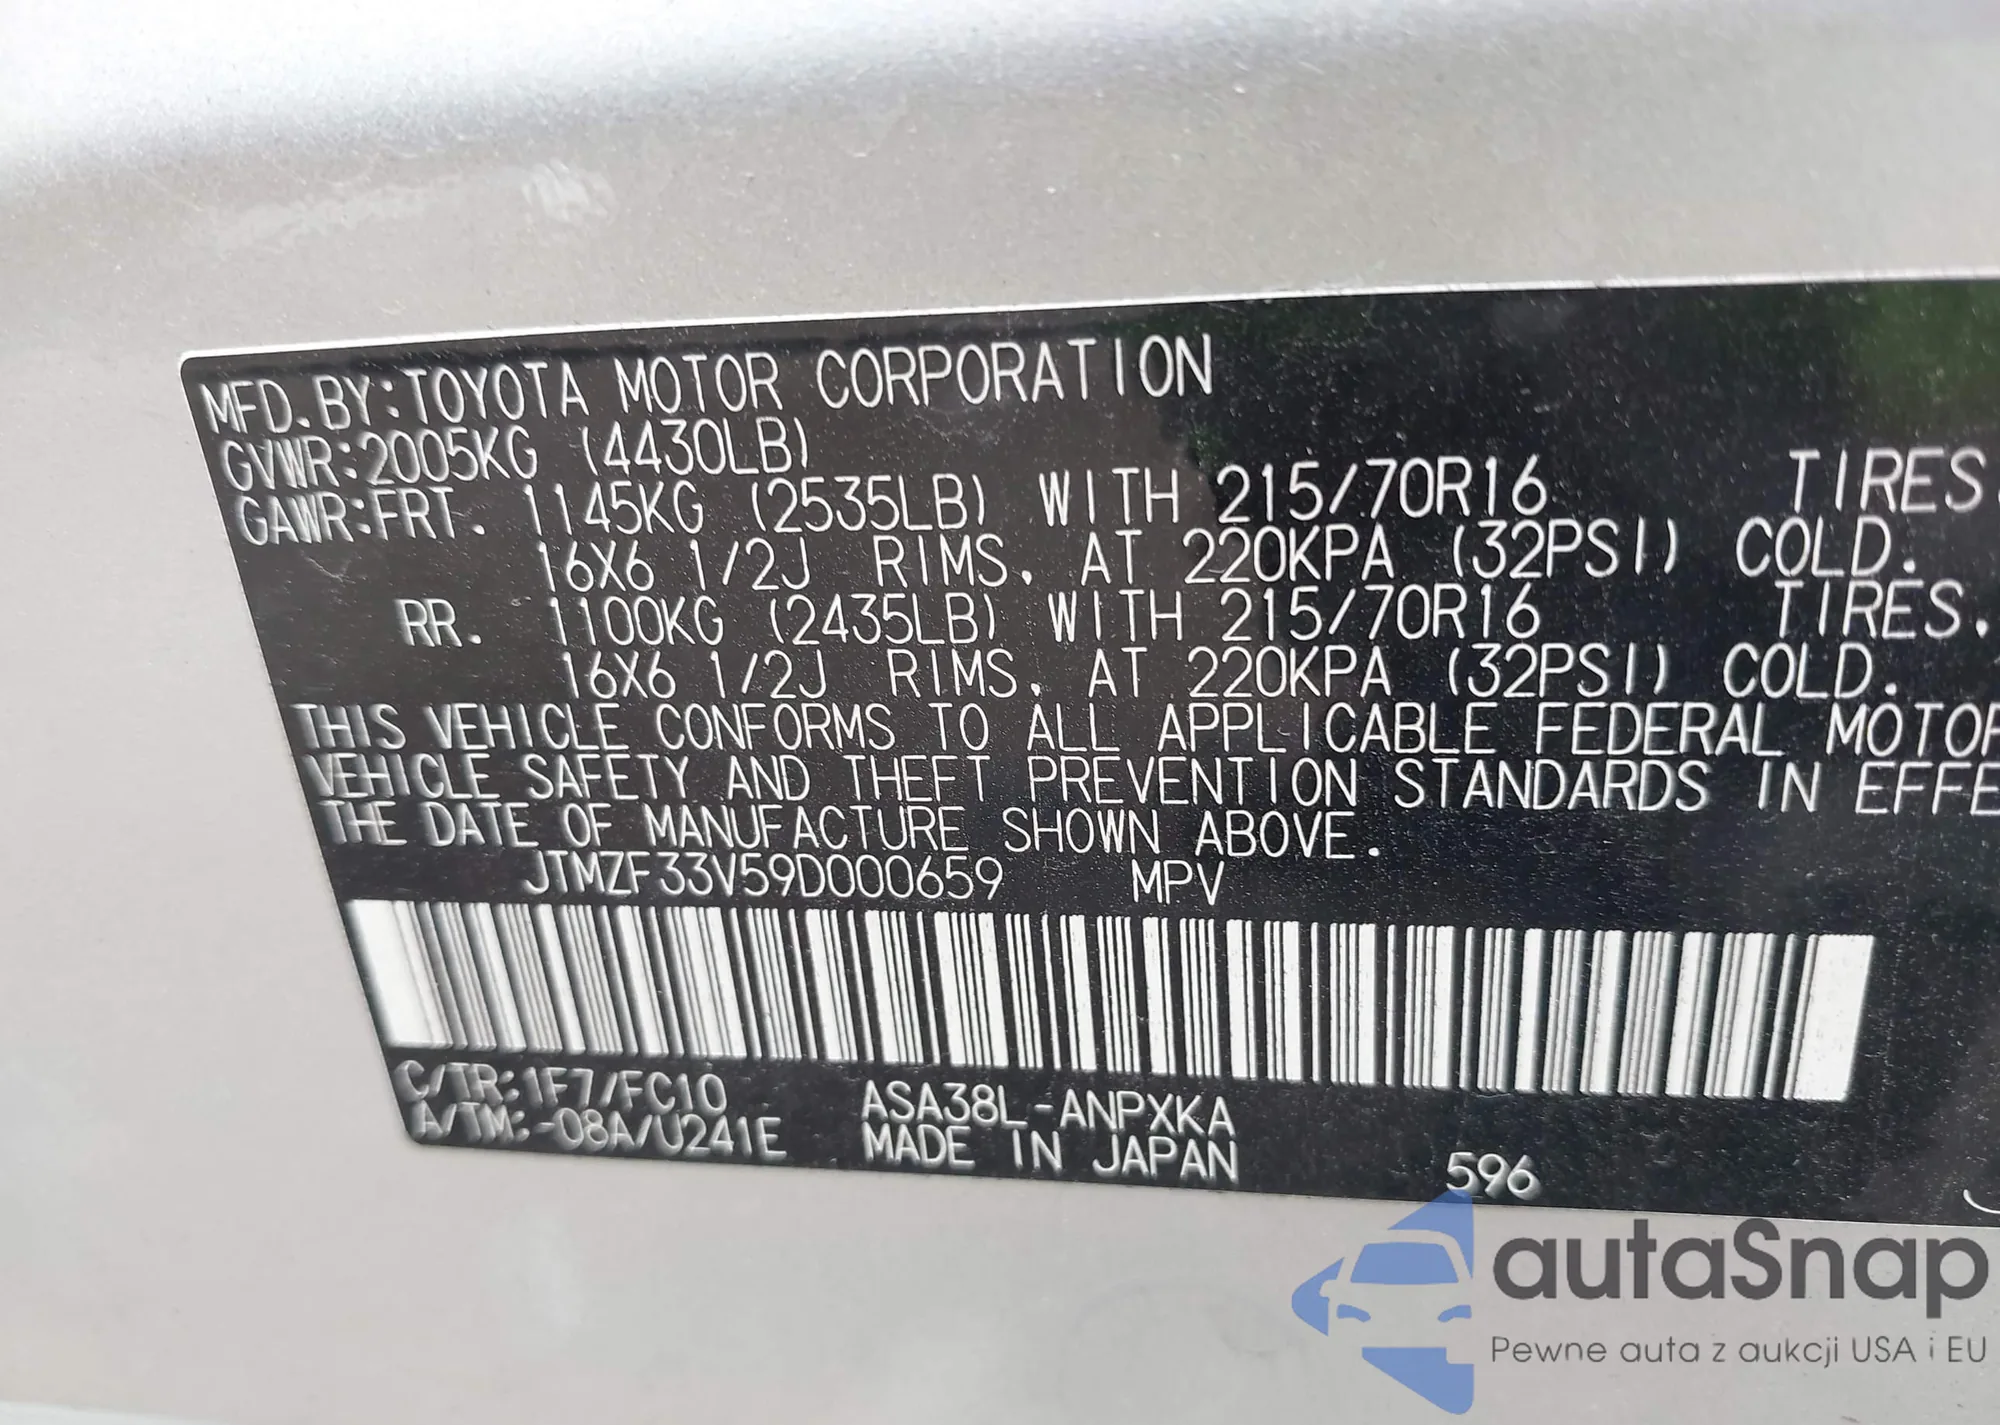 MFD.BY:TOYOTA MOTOR CORPORATION
GVWR:2005KG (4430LB)
GAWR:FRT. 1145KG (2535LB) WITH 215/70R16 TIRES.
16X6 1/2J RIMS. AT 220KPA (32PSI) COLD.
RR. 1100KG (2435LB) WITH 215/70R16 TIRES.
16X6 1/2J RIMS. AT 220KPA (32PSI) COLD.
THIS VEHICLE CONFORMS TO ALL APPLICABLE FEDERAL MOTOR
VEHICLE SAFETY AND THEFT PREVENTION STANDARDS IN EFFE
THE DATE OF MANUFACTURE SHOWN ABOVE.
JTMZF33V59D000659 MPV
C/TR:1F7/FC10 ASA38L-ANPXKA
A/TM:-08A/U241E MADE IN JAPAN 596
autaSnap
Pewne auta z aukcji USA i EU